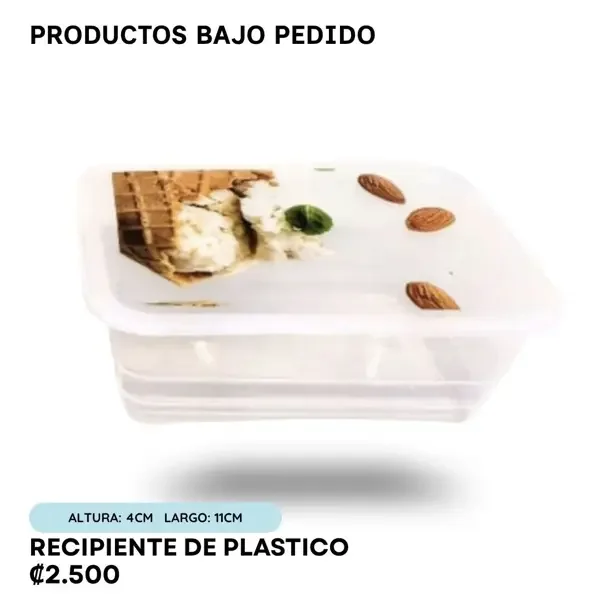 PRODUCTOS BAJO PEDIDO
ALTURA: 4CM LARGO: 11CM
RECIPIENTE DE PLASTICO
₡2.500